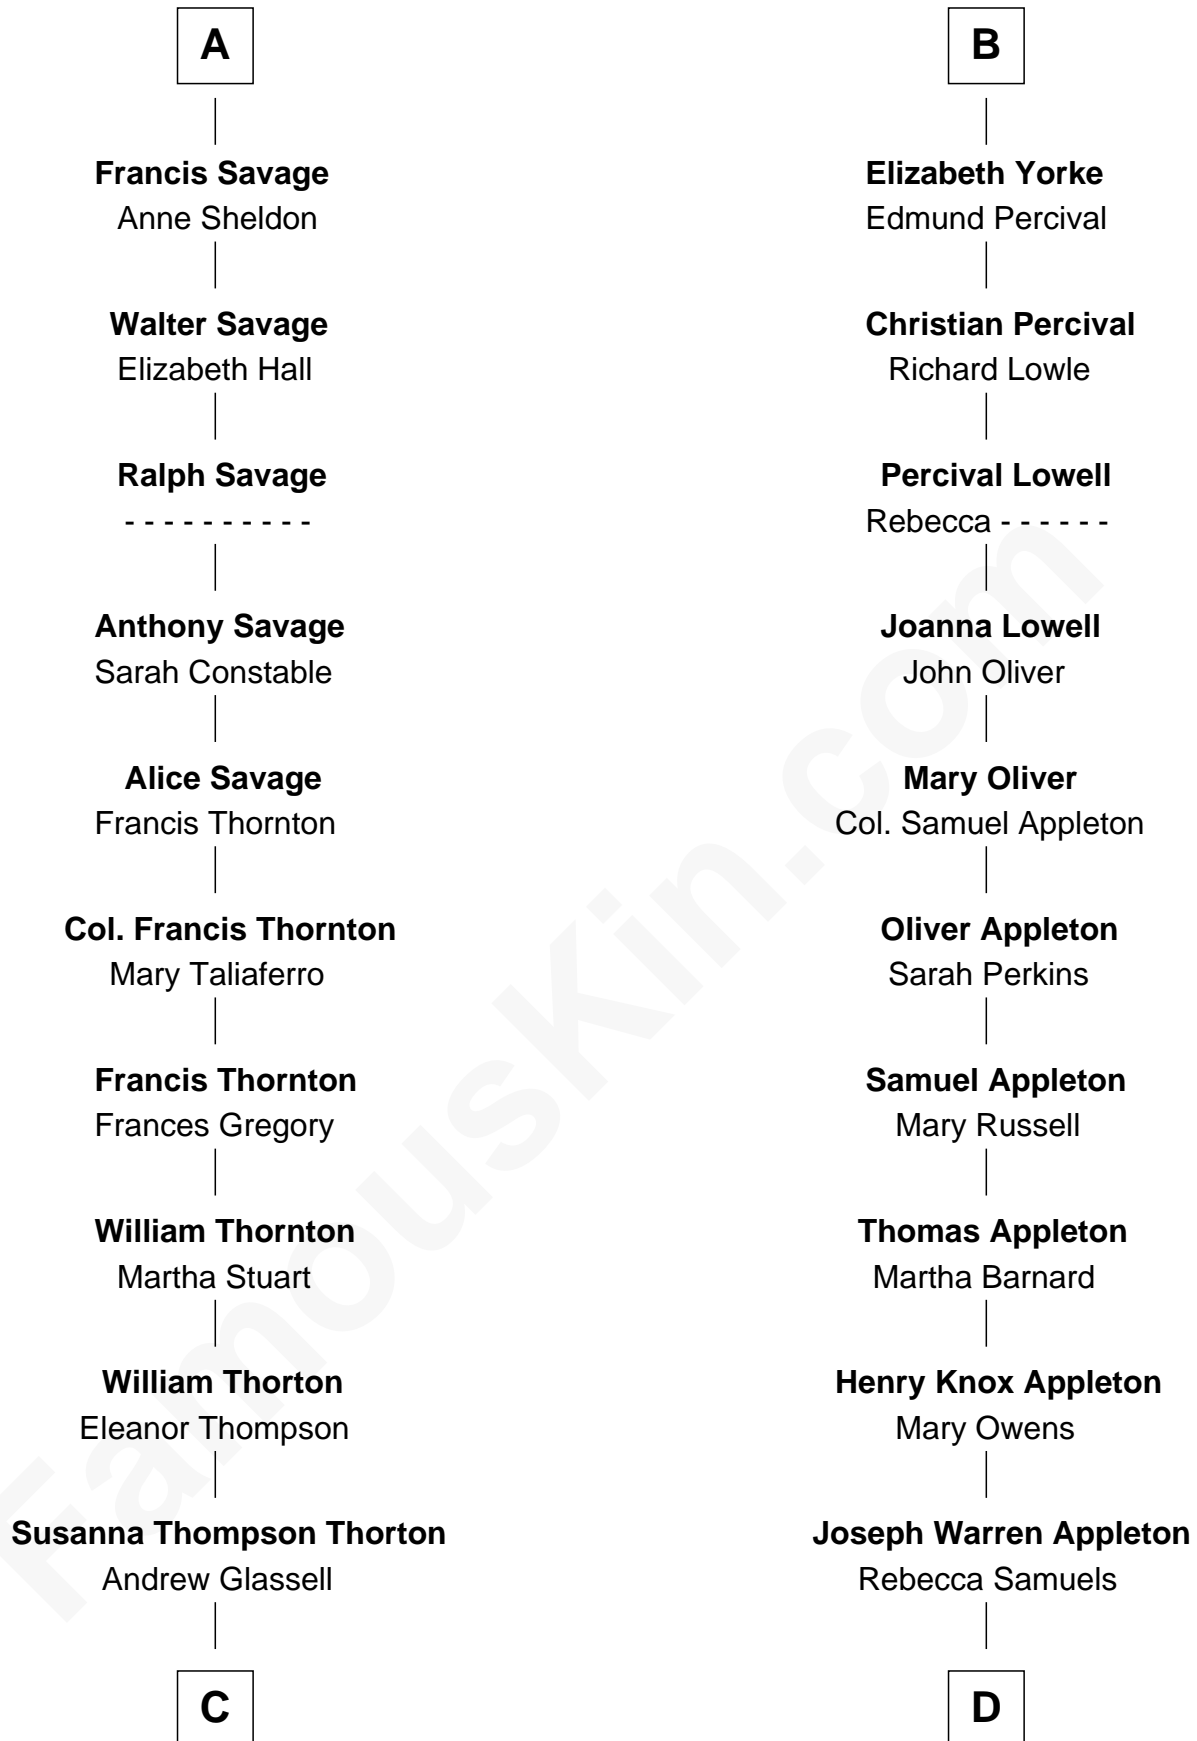 A
Francis Savage
Anne Sheldon
Walter Savage
Elizabeth Hall
Ralph Savage
- - - - - - - - - -
Anthony Savage
Sarah Constable
Alice Savage
Francis Thornton
Col. Francis Thornton
Mary Taliaferro
Francis Thornton
Frances Gregory
William Thornton
Martha Stuart
William Thorton
Eleanor Thompson
Susanna Thompson Thorton
Andrew Glassell
C
B
Elizabeth Yorke
Edmund Percival
Christian Percival
Richard Lowle
Percival Lowell
Rebecca - - - - - -
Joanna Lowell
John Oliver
Mary Oliver
Col. Samuel Appleton
Oliver Appleton
Sarah Perkins
Samuel Appleton
Mary Russell
Thomas Appleton
Martha Barnard
Henry Knox Appleton
Mary Owens
Joseph Warren Appleton
Rebecca Samuels
D
FamousKin.com